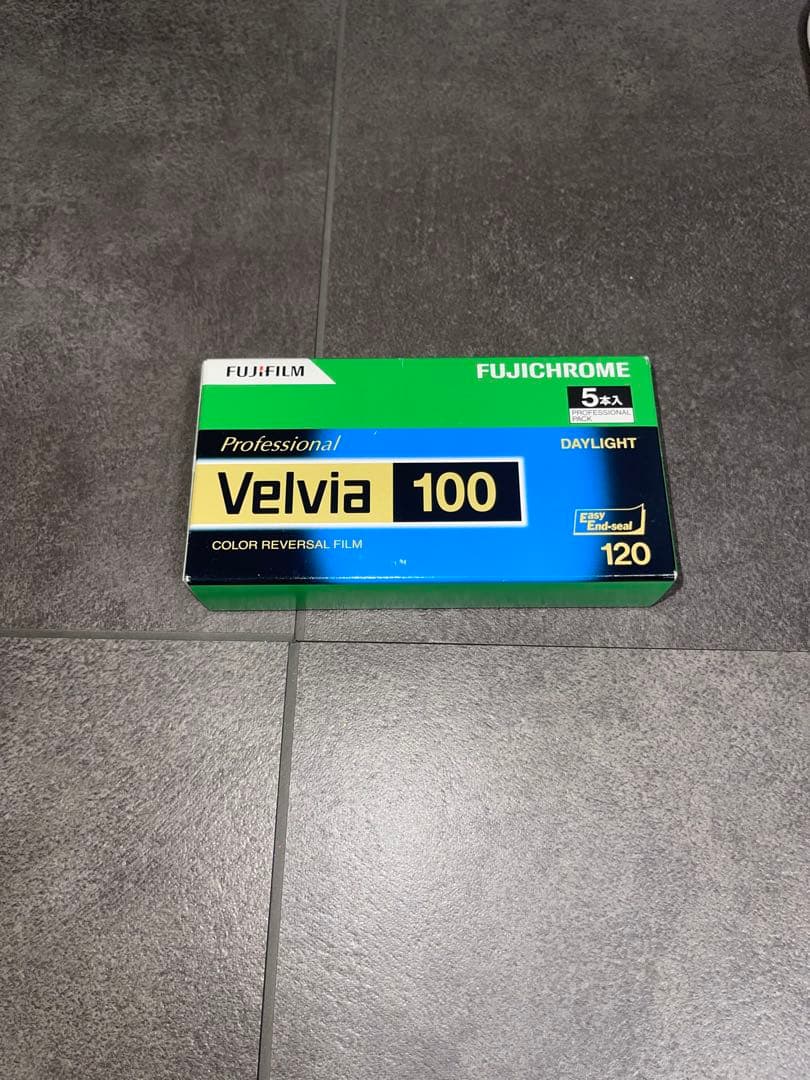 FUJIFILM
FUJICHROME
5本入
PROFESSIONAL
PACK
Professional
DAYLIGHT
Velvia 100
Easy
End-seal
COLOR REVERSAL FILM
120